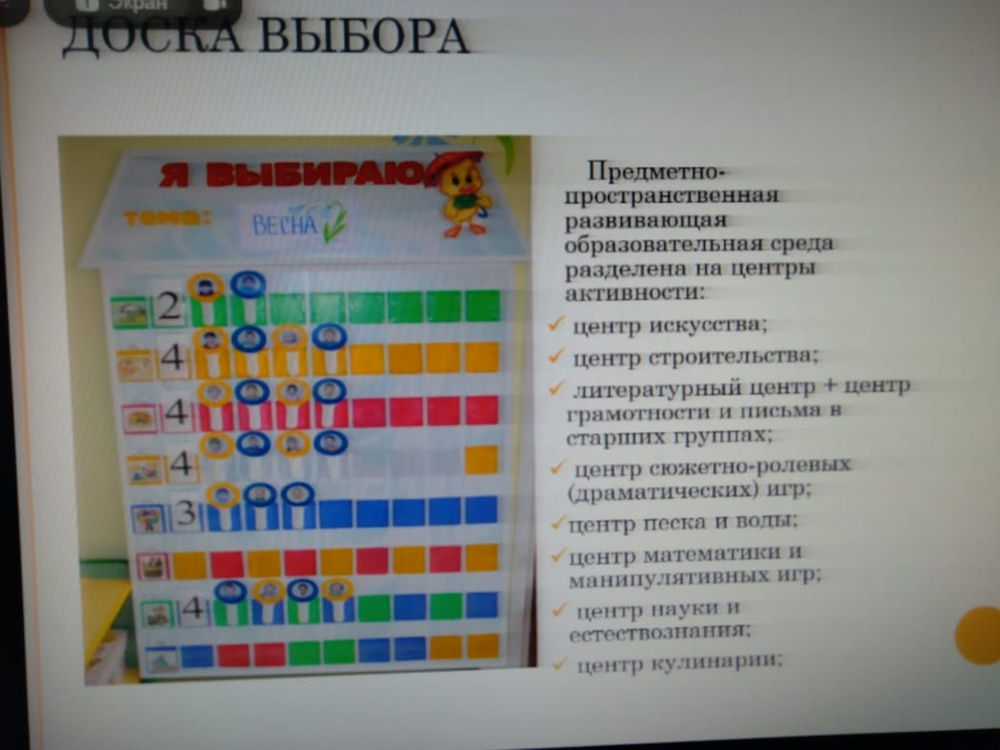 Экран
ДОСКА ВЫБОРА
Я ВЫБИРАЮ
тема:
ВЕСНА
2
4
4
4
3
4
Предметно-
пространственная
развивающая
образовательная среда
разделена на центры
активности:
✓ центр искусства;
✓ центр строительства;
✓ литературный центр + центр
грамотности и письма в
старших группах;
✓ центр сюжетно-ролевых
(драматических) игр;
✓ центр песка и воды;
✓ центр математики и
манипулятивных игр;
✓ центр науки и
естествознания;
✓ центр кулинарии;